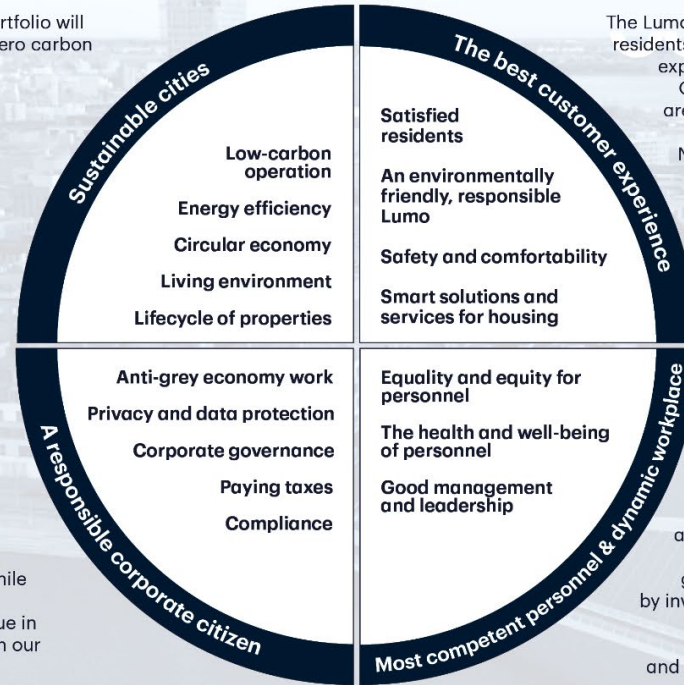 rtfolio will
ero carbon
The Lumo
residents
exp
are
Sustainable cities
Low-carbon
operation
Energy efficiency
Circular economy
Living environment
Lifecycle of properties
The best customer experience
Satisfied
residents
An environmentally
friendly, responsible
Lumo
Safety and comfortability
Smart solutions and
services for housing
Anti-grey economy work
Privacy and data protection
Corporate governance
Paying taxes
Compliance
A responsible corporate citizen
Equality and equity for
personnel
The health and well-being
of personnel
Good management
and leadership
Most competent personnel & dynamic workplace
ile
ue in
our
a
g
by inv
and